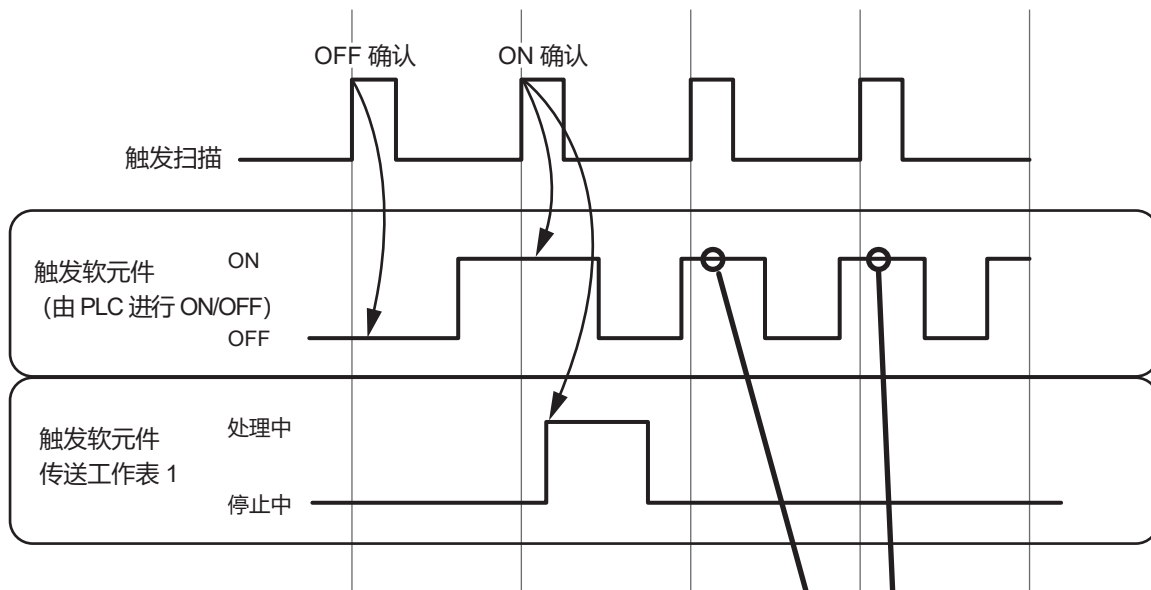 OFF 确认
ON 确认
触发扫描
触发软元件
（由 PLC 进行 ON/OFF）
ON
OFF
触发软元件
传送工作表 1
处理中
停止中